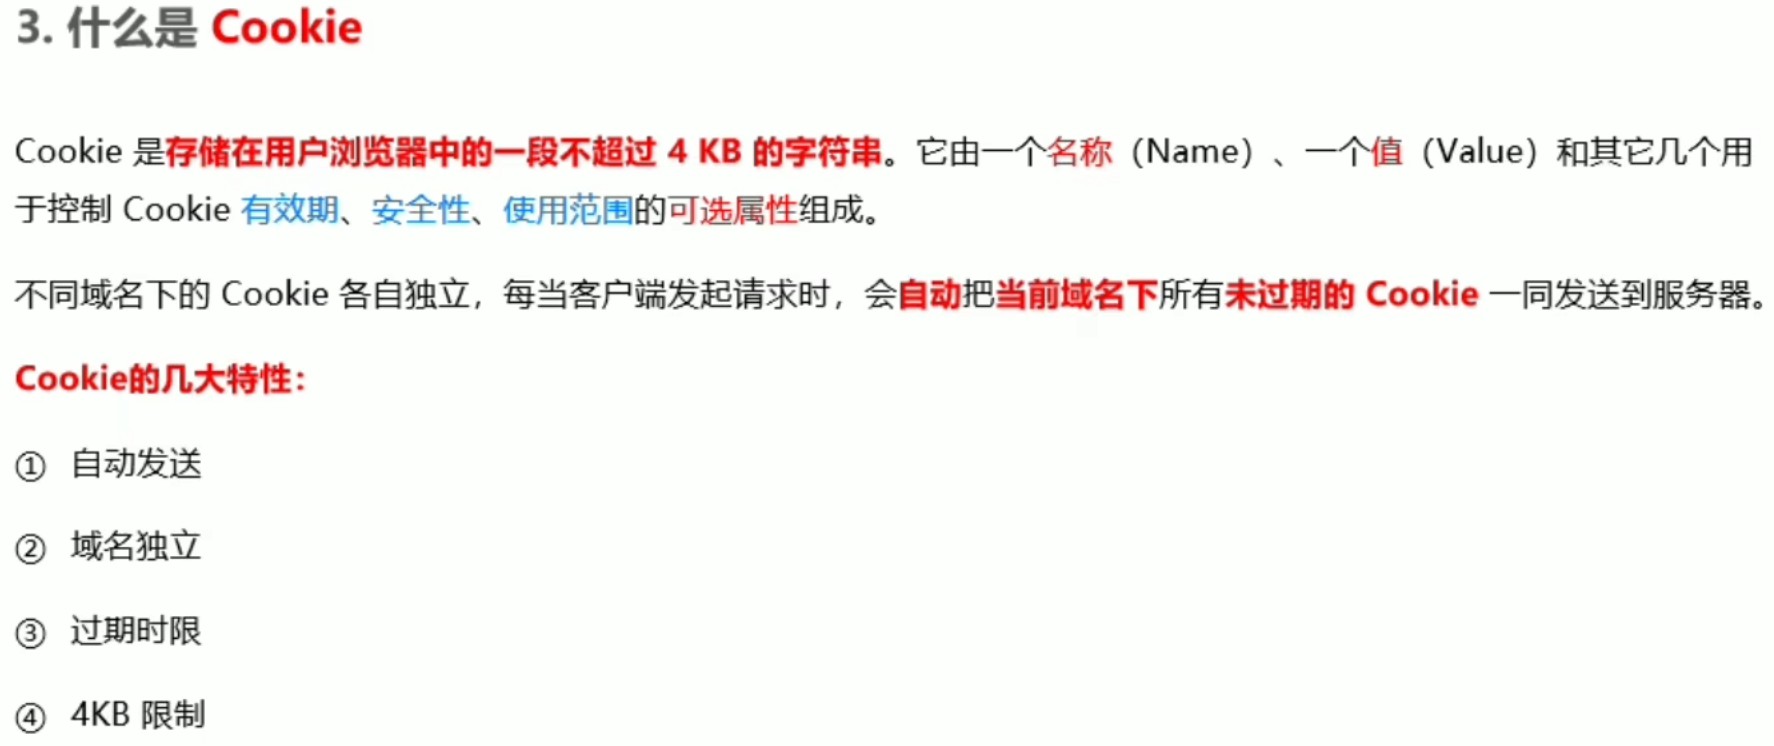 3. 什么是 Cookie
Cookie 是存储在用户浏览器中的一段不超过 4 KB 的字符串。它由一个名称（Name）、一个值（Value）和其它几个用
于控制 Cookie 有效期、安全性、使用范围的可选属性组成。
不同域名下的 Cookie 各自独立，每当客户端发起请求时，会自动把当前域名下所有未过期的 Cookie 一同发送到服务器。
Cookie的几大特性：
① 自动发送
② 域名独立
③ 过期时限
④ 4KB 限制